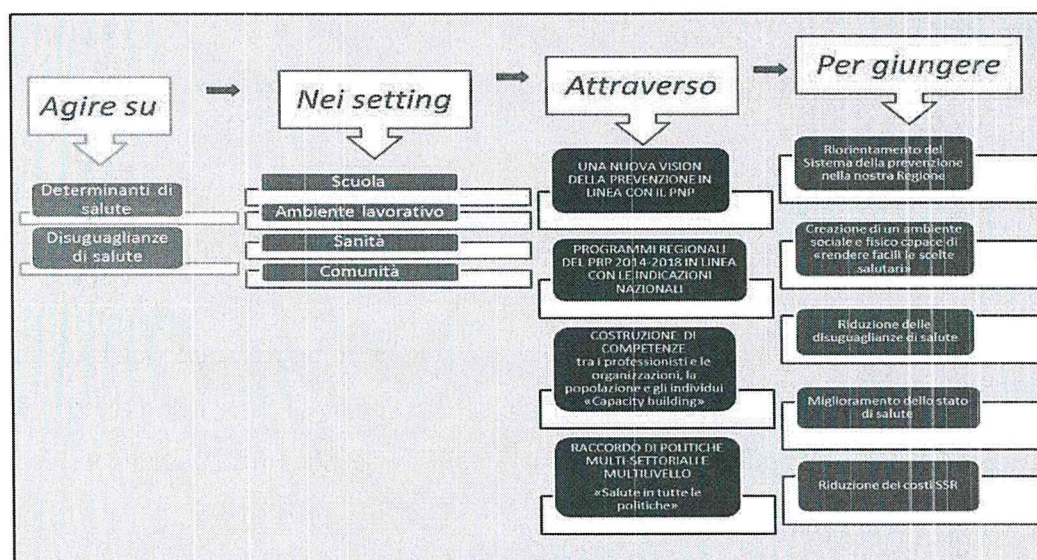 Agire su
Determinanti di
salute
Disuguaglianze
di salute
Nei setting
Scuola
Ambiente lavorativo
Sanità
Comunità
Attraverso
UNA NUOVA VISION
DELLA PREVENZIONE IN
LINEA CON IL PNP
PROGRAMMI REGIONALI
DEL PRP 2014-2018 IN LINEA
CON LE INDICAZIONI
NAZIONALI
COSTRUZIONE DI
COMPETENZE
tra i professionisti e le
organizzazioni, la
popolazione e gli individui
«Capacity building»
RACCORDO DI POLITICHE
MULTI-SETTORIALI E
MULTILIVELLO
«Salute in tutte le
politiche»
Per giungere
Riorientamento del
Sistema della prevenzione
nella nostra Regione
Creazione di un ambiente
sociale e fisico capace di
«rendere facili le scelte
salutari»
Riduzione delle
disuguaglianze di salute
Miglioramento dello stato
di salute
Riduzione dei costi SSR